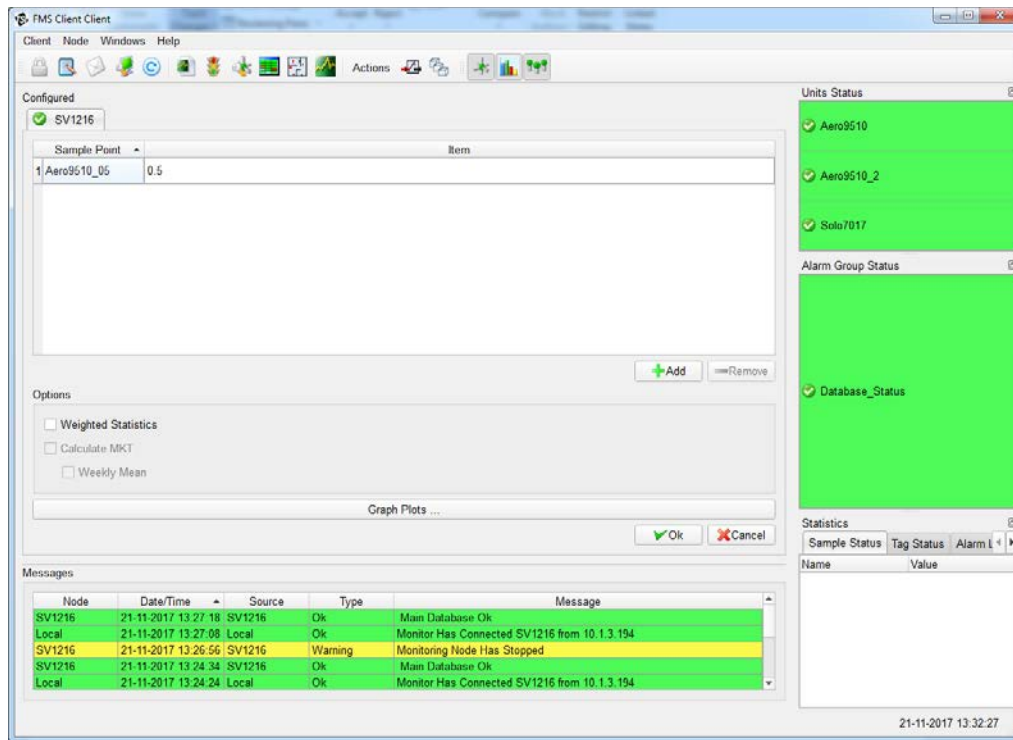 FMS Client Client
Client Node Windows Help
Actions
Configured
SV1216
Sample Point Item
1 Aero9510_05 0.5
Add Remove
Options
Weighted Statistics
Calculate MKT
Weekly Mean
Graph Plots ...
Ok Cancel
Messages
Node Date/Time Source Type Message
SV1216 21-11-2017 13:27:18 SV1216 Ok Main Database Ok
Local 21-11-2017 13:27:08 Local Ok Monitor Has Connected SV1216 from 10.1.3.194
SV1216 21-11-2017 13:26:56 SV1216 Warning Monitoring Node Has Stopped
SV1216 21-11-2017 13:24:34 SV1216 Ok Main Database Ok
Local 21-11-2017 13:24:24 Local Ok Monitor Has Connected SV1216 from 10.1.3.194
Units Status
Aero9510
Aero9510_2
Solo7017
Alarm Group Status
Database_Status
Statistics
Sample Status Tag Status Alarm
Name Value
21-11-2017 13:32:27